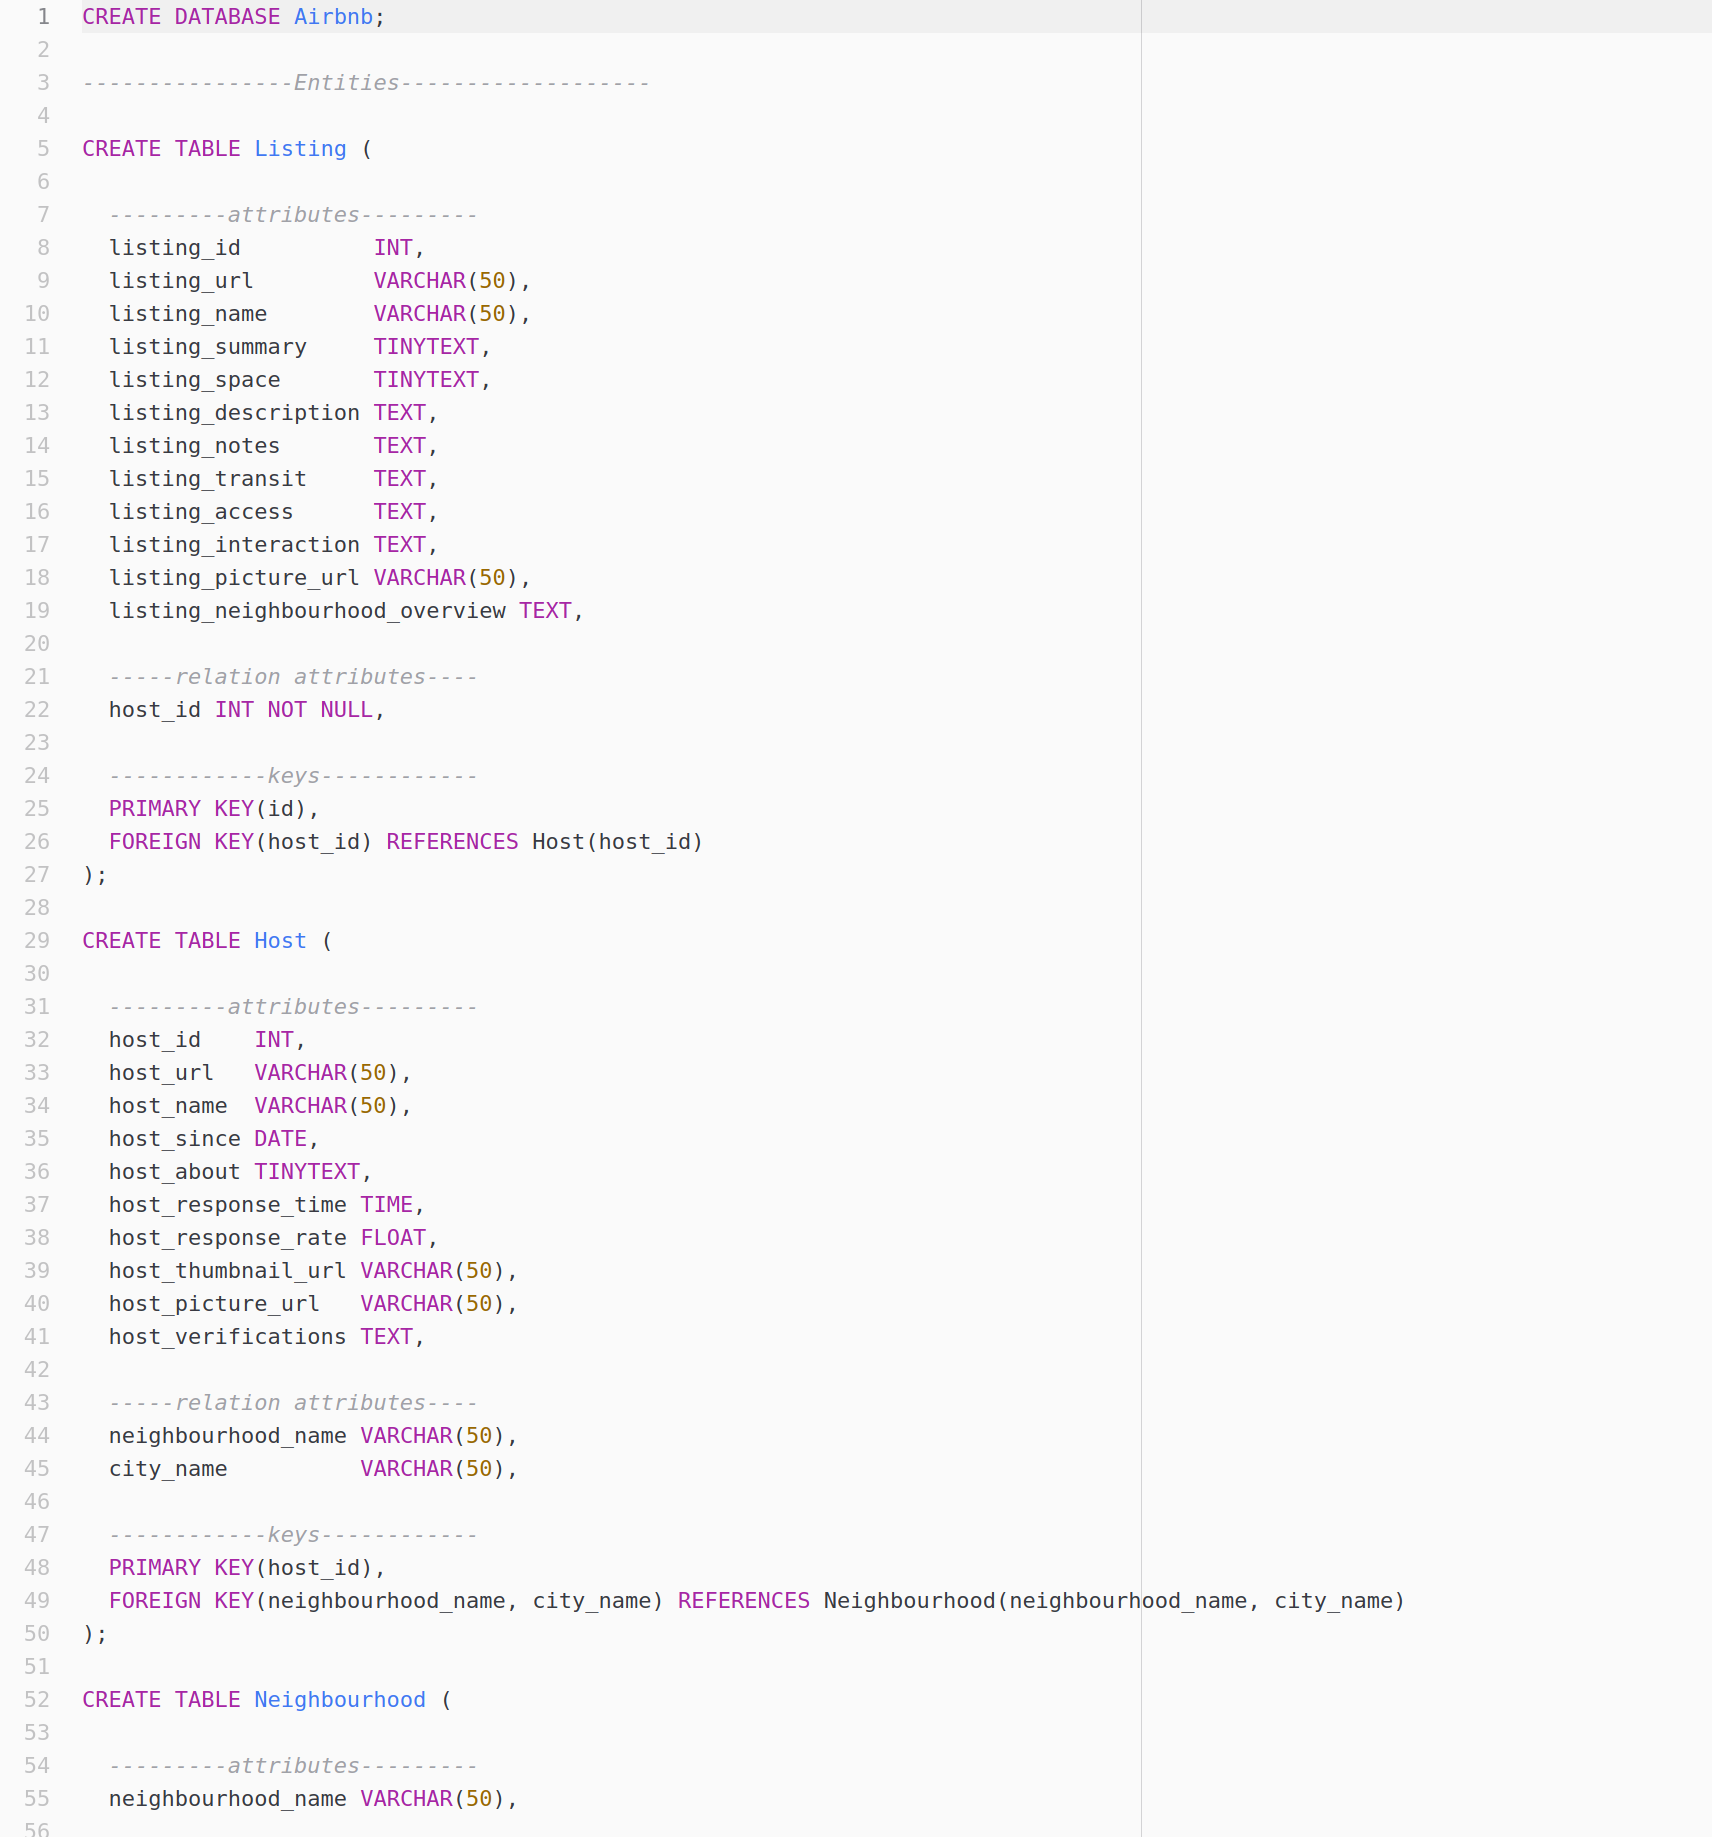 1 CREATE DATABASE Airbnb;
2
3 ----------------Entities-------------------
4
5 CREATE TABLE Listing (
6
7 ---------attributes---------
8 listing_id INT,
9 listing_url VARCHAR(50),
10 listing_name VARCHAR(50),
11 listing_summary TINYTEXT,
12 listing_space TINYTEXT,
13 listing_description TEXT,
14 listing_notes TEXT,
15 listing_transit TEXT,
16 listing_access TEXT,
17 listing_interaction TEXT,
18 listing_picture_url VARCHAR(50),
19 listing_neighbourhood_overview TEXT,
20
21 -----relation attributes----
22 host_id INT NOT NULL,
23
24 ------------keys------------
25 PRIMARY KEY(id),
26 FOREIGN KEY(host_id) REFERENCES Host(host_id)
27 );
28
29 CREATE TABLE Host (
30
31 ---------attributes---------
32 host_id INT,
33 host_url VARCHAR(50),
34 host_name VARCHAR(50),
35 host_since DATE,
36 host_about TINYTEXT,
37 host_response_time TIME,
38 host_response_rate FLOAT,
39 host_thumbnail_url VARCHAR(50),
40 host_picture_url VARCHAR(50),
41 host_verifications TEXT,
42
43 -----relation attributes----
44 neighbourhood_name VARCHAR(50),
45 city_name VARCHAR(50),
46
47 ------------keys------------
48 PRIMARY KEY(host_id),
49 FOREIGN KEY(neighbourhood_name, city_name) REFERENCES Neighbourhood(neighbourhood_name, city_name)
50 );
51
52 CREATE TABLE Neighbourhood (
53
54 ---------attributes---------
55 neighbourhood_name VARCHAR(50),
56